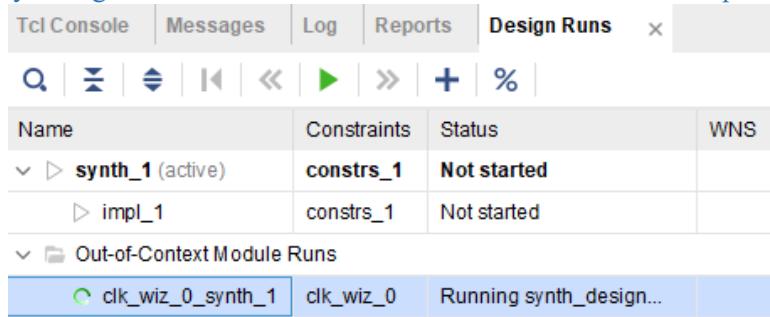 Tcl Console Messages Log Reports Design Runs ×
%
Name Constraints Status WNS
synth_1 (active) constrs_1 Not started
impl_1 constrs_1 Not started
Out-of-Context Module Runs
clk_wiz_0_synth_1 clk_wiz_0 Running synth_design...